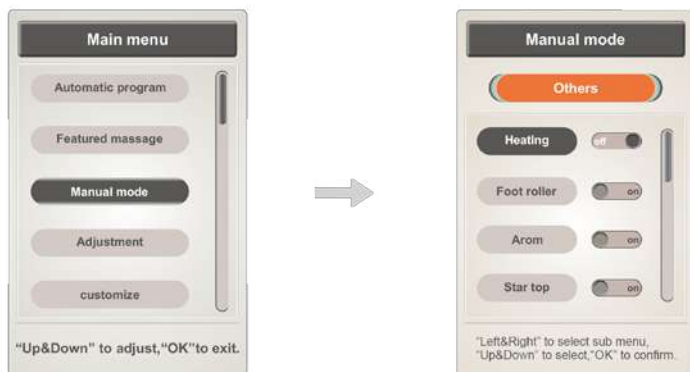 Main menu
Automatic program
Featured massage
Manual mode
Adjustment
customize
“Up&Down” to adjust,“OK”to exit.
Manual mode
Others
Heating off
Foot roller on
Arom on
Star top on
“Left&Right” to select sub menu,
“Up&Down” to select,“OK” to confirm.